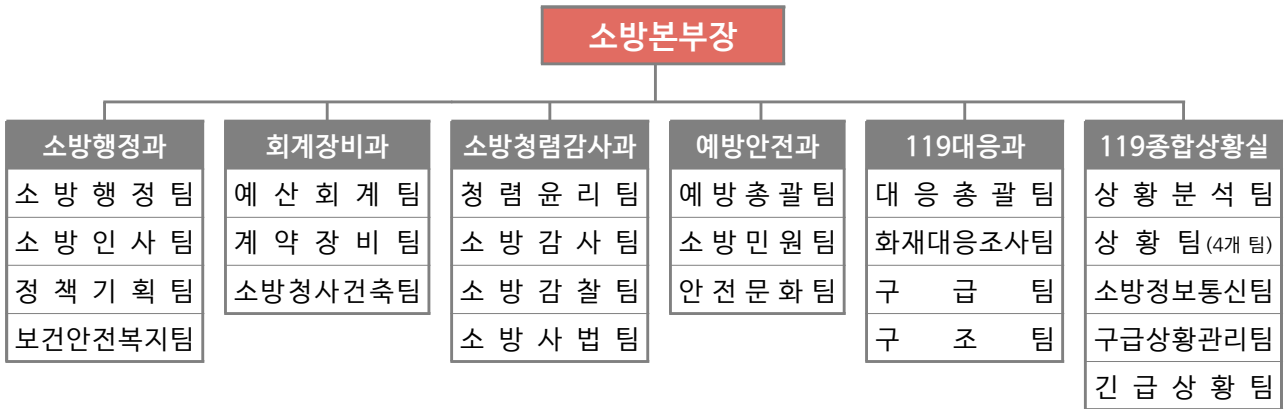 소방본부장
소방행정과
소방행정팀
소방인사팀
정책기획팀
보건안전복지팀
회계장비과
예산회계팀
계약장비팀
소방청사건축팀
소방청렴감사과
청렴윤리팀
소방감사팀
소방감찰팀
소방사법팀
예방안전과
예방총괄팀
소방민원팀
안전문화팀
119대응과
대응총괄팀
화재대응조사팀
구급팀
구조팀
119종합상황실
상황분석팀
상황팀(4개 팀)
소방정보통신팀
구급상황관리팀
긴급상황팀